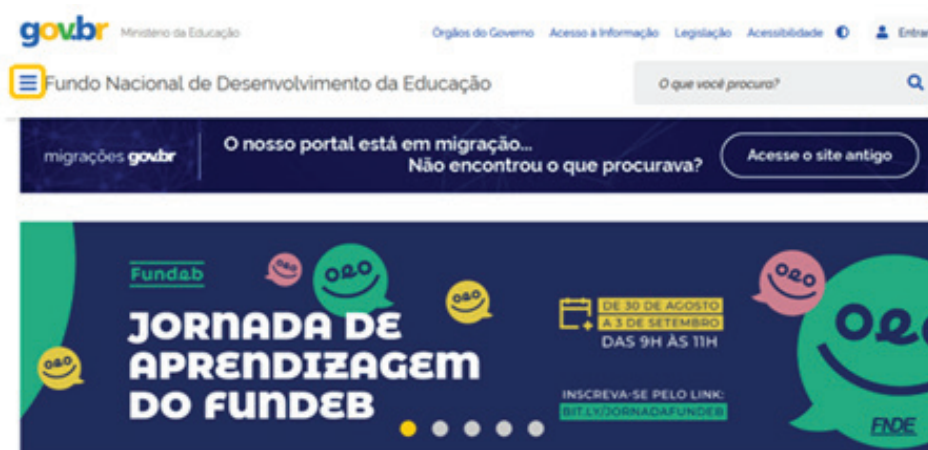 gov.br Ministério da Educação Órgãos do Governo Acesso à Informação Legislação Acessibilidade Entrar
Fundo Nacional de Desenvolvimento da Educação O que você procura?
migrações gov.br
O nosso portal está em migração...
Não encontrou o que procurava?
Acesse o site antigo
Fundeb
JORNADA DE
APRENDIZAGEM
DO FUNDEB
DE 30 DE AGOSTO
A 3 DE SETEMBRO
DAS 9H ÀS 11H
INSCREVA-SE PELO LINK:
BIT.LY/JORNADAFUNDEB
FNDE